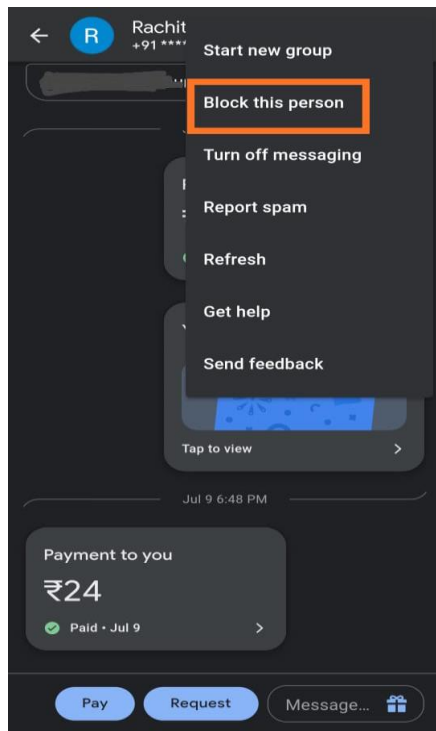 R
Rachit
+91 ****
Start new group
Block this person
Turn off messaging
Report spam
Refresh
Get help
Send feedback
Tap to view
Jul 9 6:48 PM
Payment to you
₹24
Paid • Jul 9
Pay
Request
Message...